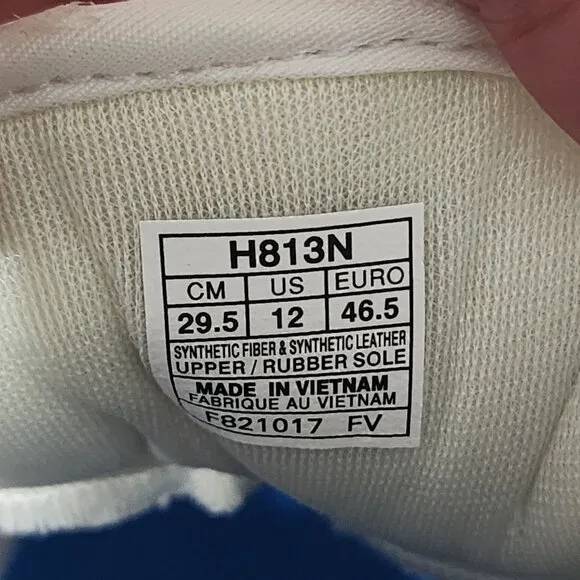 H813N
CM US EURO
29.5 12 46.5
SYNTHETIC FIBER & SYNTHETIC LEATHER
UPPER / RUBBER SOLE
MADE IN VIETNAM
FABRIQUE AU VIETNAM
F821017 FV